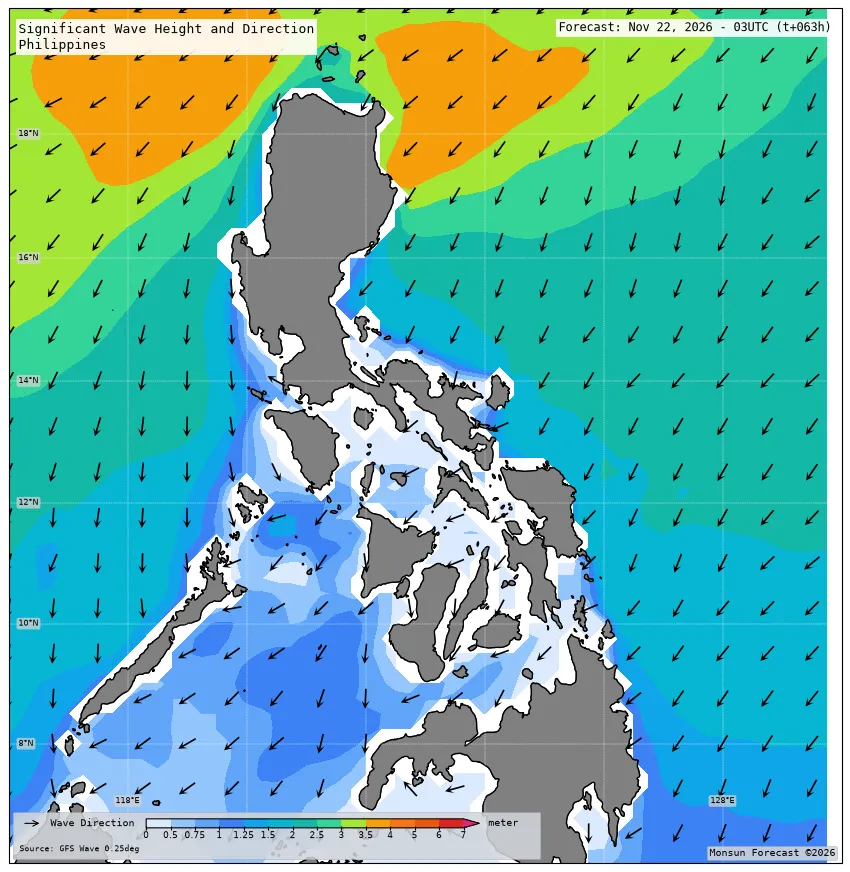 Significant Wave Height and Direction
Philippines
Forecast: Nov 22, 2026 - 03UTC (t+063h)
18°N
16°N
14°N
12°N
10°N
8°N
118°E
128°E
Wave Direction
0 0.5 0.75 1 1.25 1.5 2 2.5 3 3.5 4 5 6 7
meter
Source: GFS Wave 0.25deg
Monsun Forecast ©2026